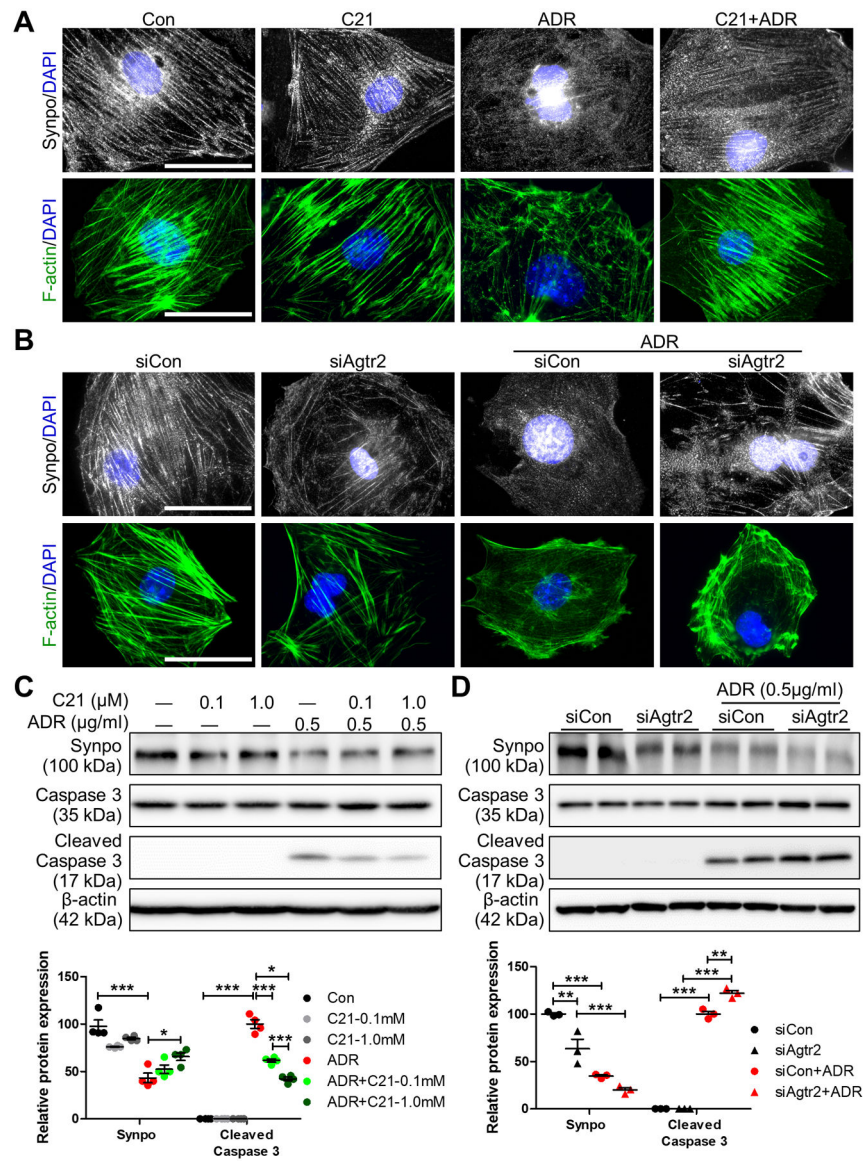 A
Con C21 ADR C21+ADR
Synpo/DAPI
F-actin/DAPI
B
ADR
siCon siAgtr2 siCon siAgtr2
Synpo/DAPI
F-actin/DAPI
C
C21 (μM) — 0.1 1.0 — 0.1 1.0
ADR (μg/ml) — — — 0.5 0.5 0.5
Synpo
(100 kDa)
Caspase 3
(35 kDa)
Cleaved
Caspase 3
(17 kDa)
β-actin
(42 kDa)
Relative protein expression
150
100
50
0
*** * *** * *** ***
Synpo Cleaved
Caspase 3
Con
C21-0.1mM
C21-1.0mM
ADR
ADR+C21-0.1mM
ADR+C21-1.0mM
D
ADR (0.5μg/ml)
siCon siAgtr2 siCon siAgtr2
Synpo
(100 kDa)
Caspase 3
(35 kDa)
Cleaved
Caspase 3
(17 kDa)
β-actin
(42 kDa)
Relative protein expression
150
100
50
0
*** ** *** *** *** **
Synpo Cleaved
Caspase 3
siCon
siAgtr2
siCon+ADR
siAgtr2+ADR